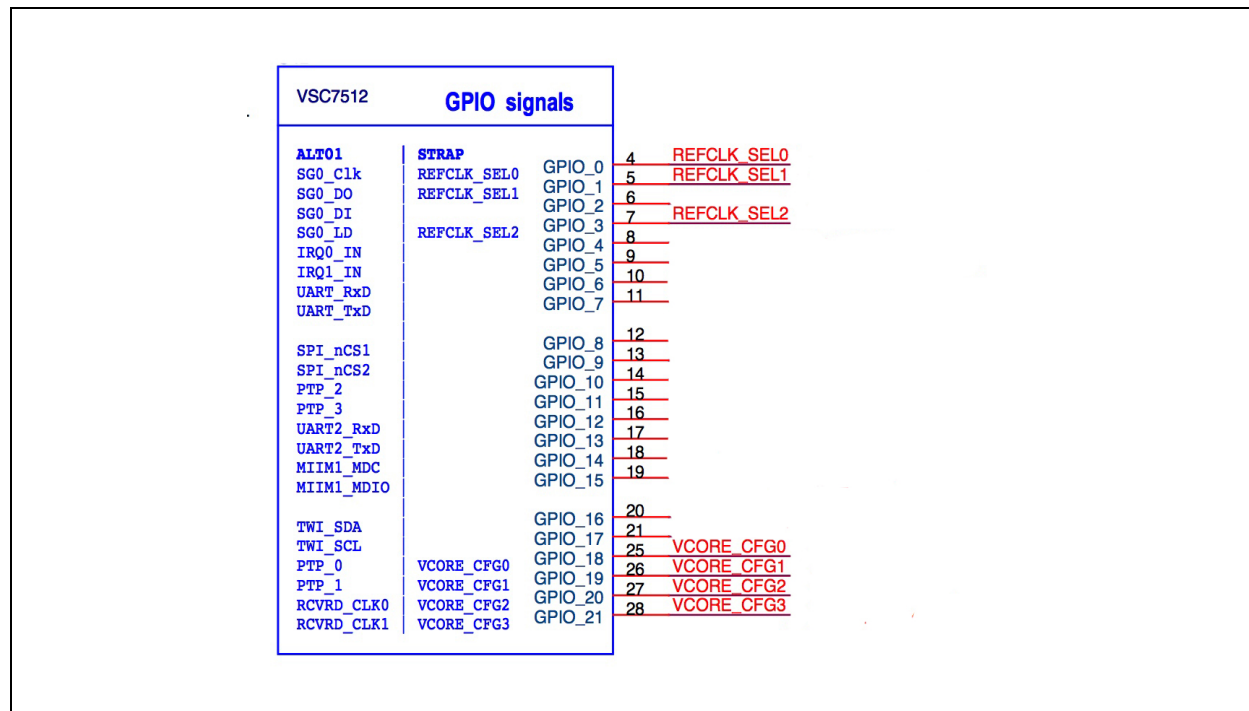 VSC7512 GPIO signals
ALT01 | STRAP GPIO_0 4 REFCLK_SEL0
SG0_Clk | REFCLK_SEL0 GPIO_1 5 REFCLK_SEL1
SG0_DO | REFCLK_SEL1 GPIO_2 6
SG0_DI | GPIO_3 7 REFCLK_SEL2
SG0_LD | REFCLK_SEL2 GPIO_4 8
IRQ0_IN | GPIO_5 9
IRQ1_IN | GPIO_6 10
UART_RxD | GPIO_7 11
UART_TxD |
GPIO_8 12
SPI_nCS1 | GPIO_9 13
SPI_nCS2 | GPIO_10 14
PTP_2 | GPIO_11 15
PTP_3 | GPIO_12 16
UART2_RxD | GPIO_13 17
UART2_TxD | GPIO_14 18
MIIM1_MDC | GPIO_15 19
MIIM1_MDIO |
GPIO_16 20
TWI_SDA | GPIO_17 21
TWI_SCL | GPIO_18 25 VCORE_CFG0
PTP_0 | VCORE_CFG0 GPIO_19 26 VCORE_CFG1
PTP_1 | VCORE_CFG1 GPIO_20 27 VCORE_CFG2
RCVRD_CLK0 | VCORE_CFG2 GPIO_21 28 VCORE_CFG3
RCVRD_CLK1 | VCORE_CFG3